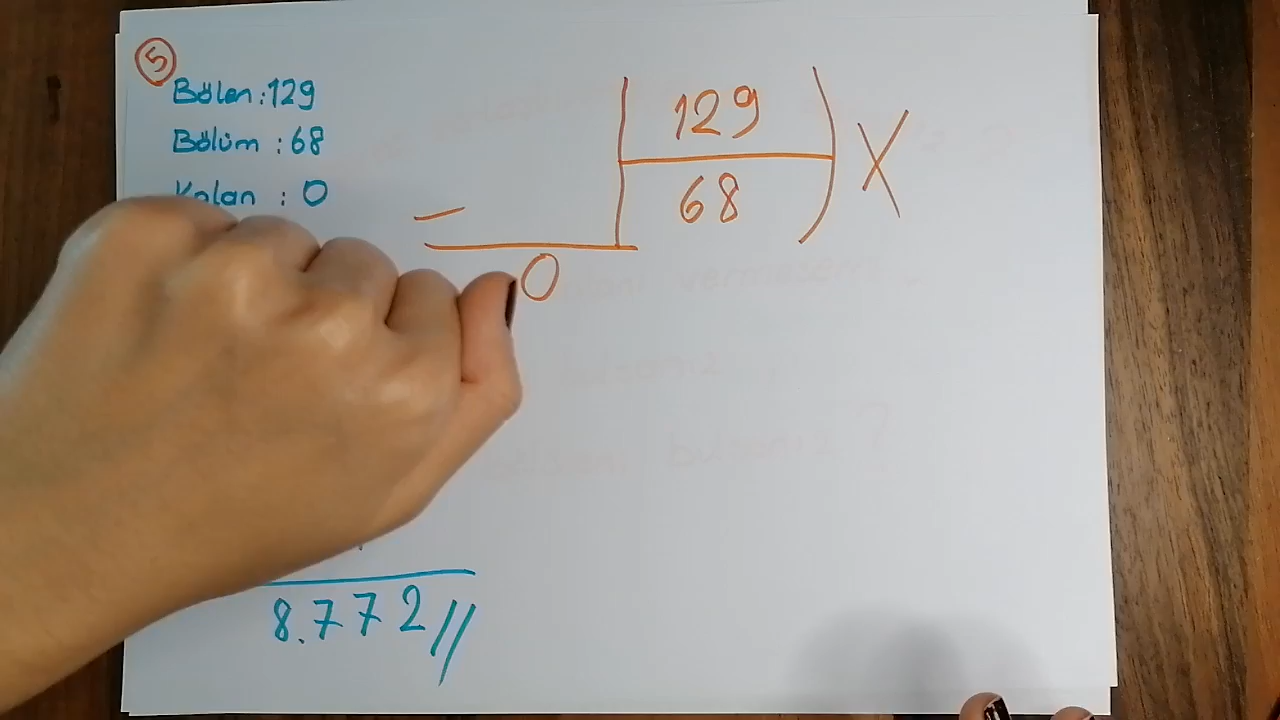 5
Bölen : 129
Bölüm : 68
Kalan : 0
129
68
X
—
0
8.772 //